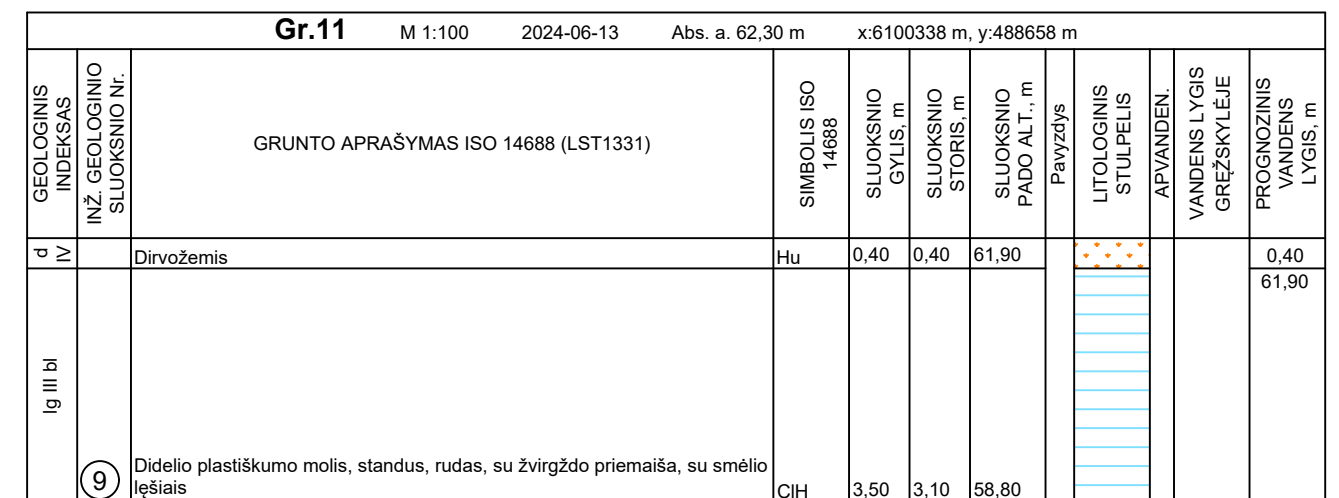 Gr.11 M 1:100 2024-06-13 Abs. a. 62,30 m x:6100338 m, y:488658 m
GEOLOGINIS
INDEKSAS
INŽ. GEOLOGINIO
SLUOKSNIO Nr.
GRUNTO APRAŠYMAS ISO 14688 (LST1331)
SIMBOLIS ISO
14688
SLUOKSNIO
GYLIS, m
SLUOKSNIO
STORIS, m
SLUOKSNIO
PADO ALT., m
Pavyzdys
LITOLOGINIS
STULPELIS
APVANDEN.
VANDENS LYGIS
GRĘŽSKYLĖJE
PROGNOZINIS
VANDENS
LYGIS, m
d
IV
Dirvožemis Hu 0,40 0,40 61,90 0,40
61,90
lg III bl
9
Didelio plastiškumo molis, standus, rudas, su žvirgždo priemaiša, su smėlio
lęšiais ClH 3,50 3,10 58,80